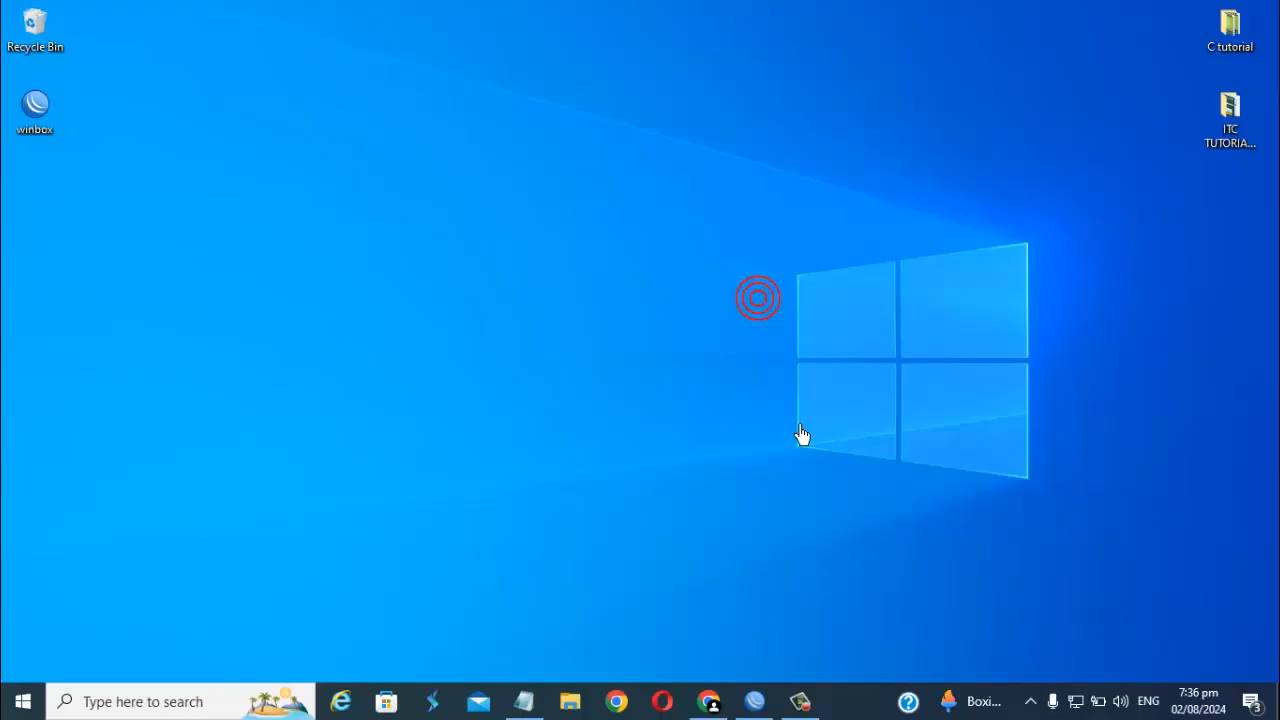 Recycle Bin
winbox
C tutorial
ITC
TUTORIA...
Type here to search
Boxi...
ENG
7:36 pm
02/08/2024
3